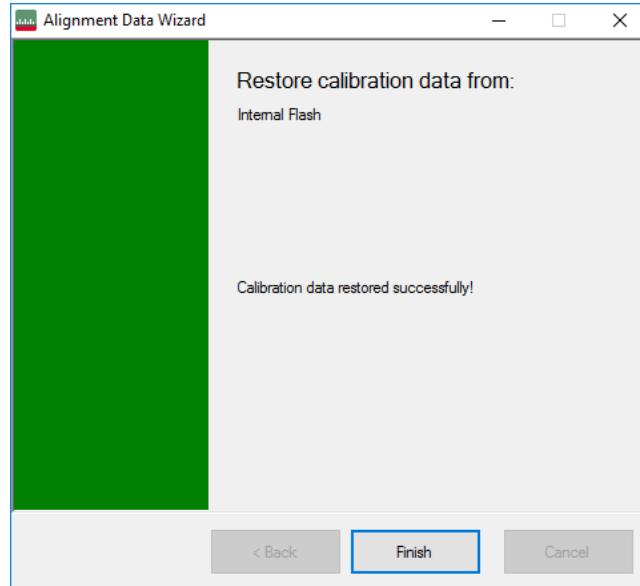 Alignment Data Wizard
Restore calibration data from:
Internal Flash
Calibration data restored successfully!
< Back
Finish
Cancel